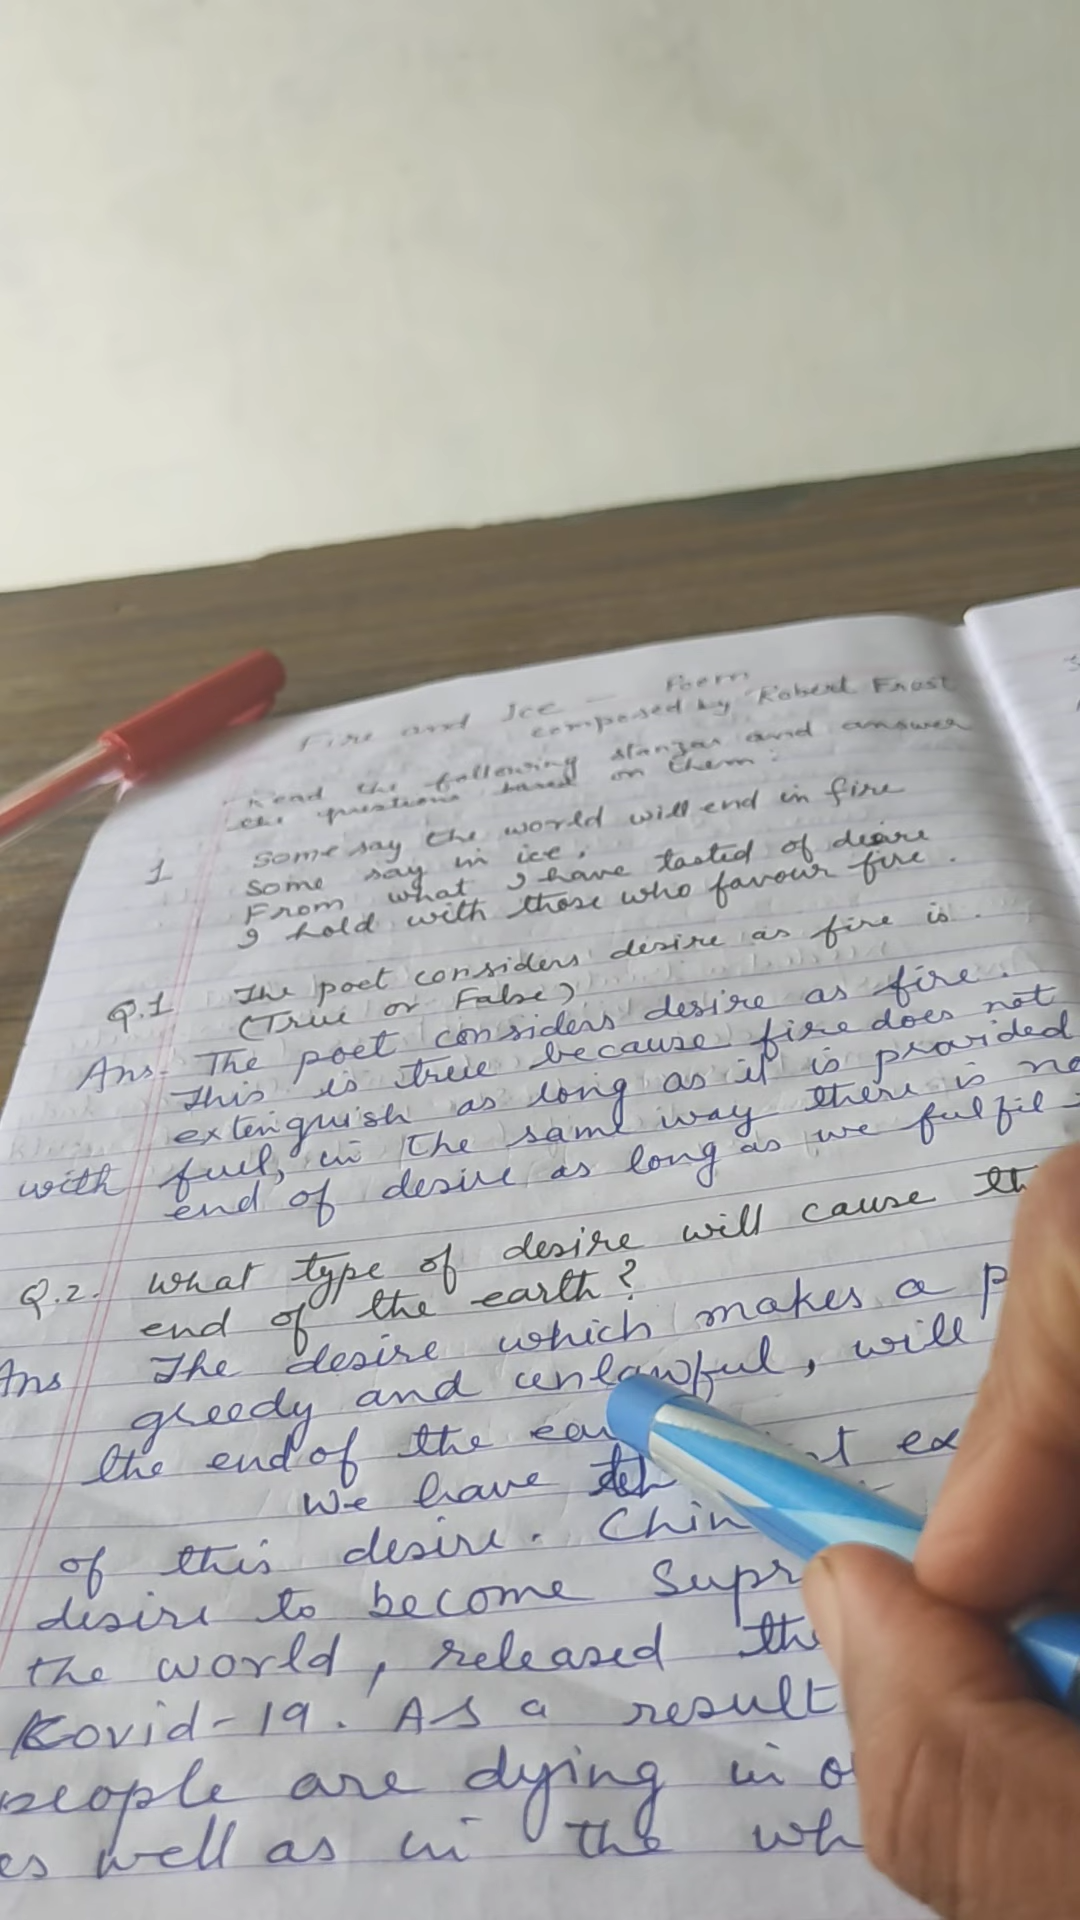 Fire and Ice - Poem
composed by Robert Frost
Read the following stanzas and answer
the questions based on them:
1 Some say the world will end in fire
Some say in ice.
From what I have tasted of desire
I hold with those who favour fire.
Q.1 The poet considers desire as fire is.
(True or False)
Ans. The poet considers desire as fire.
This is true because fire does not
extinguish as long as it is provided
with fuel, in the same way there is no
end of desire as long as we fulfil
Q.2. What type of desire will cause th
end of the earth?
Ans The desire which makes a p
greedy and unlawful, will
the end of the ear
We have t ex
of this desire. Chin
desire to become Supr
the world, released th
Kovid-19. As a result
people are dying in o
as well as in the wh